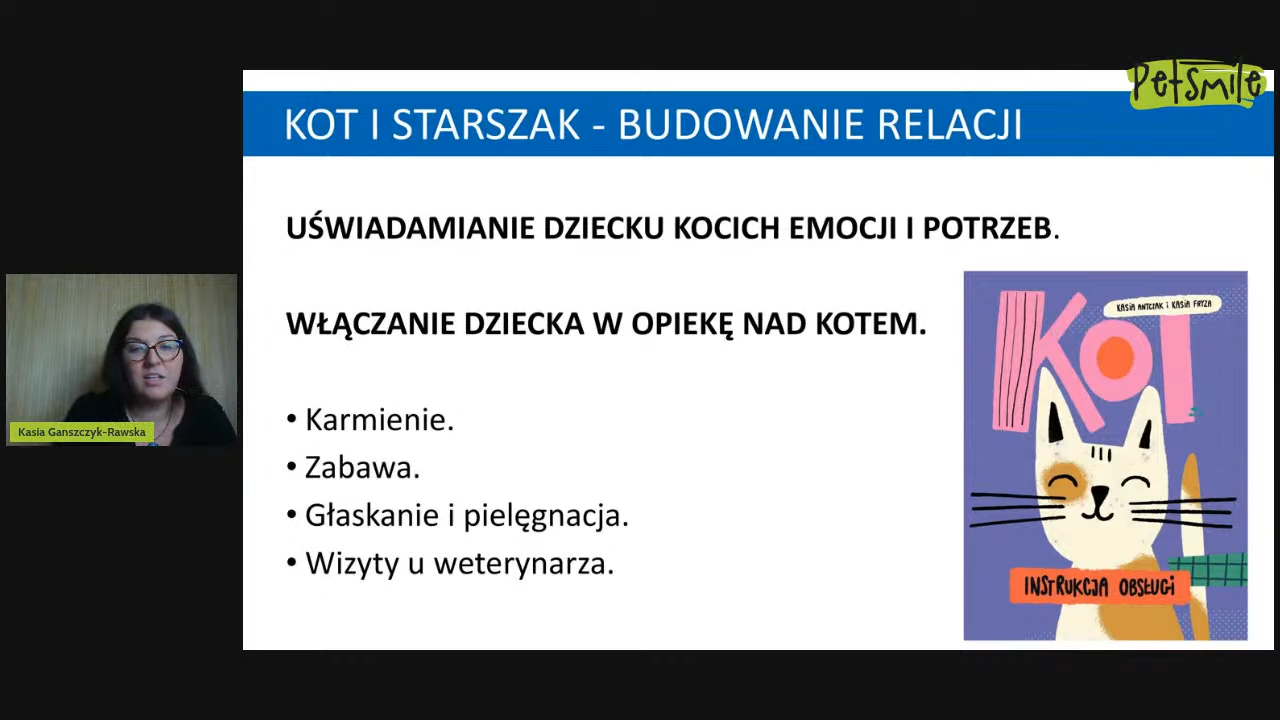 PetSmile
KOT I STARSZAK - BUDOWANIE RELACJI
UŚWIADAMIANIE DZIECKU KOCICH EMOCJI I POTRZEB.
WŁĄCZANIE DZIECKA W OPIEKĘ NAD KOTEM.
• Karmienie.
• Zabawa.
• Głaskanie i pielęgnacja.
• Wizyty u weterynarza.
KASIA ANTCZAK i KASIA FRYZA
Kot
INSTRUKCJA OBSŁUGI
Kasia Ganszczyk-Rawska